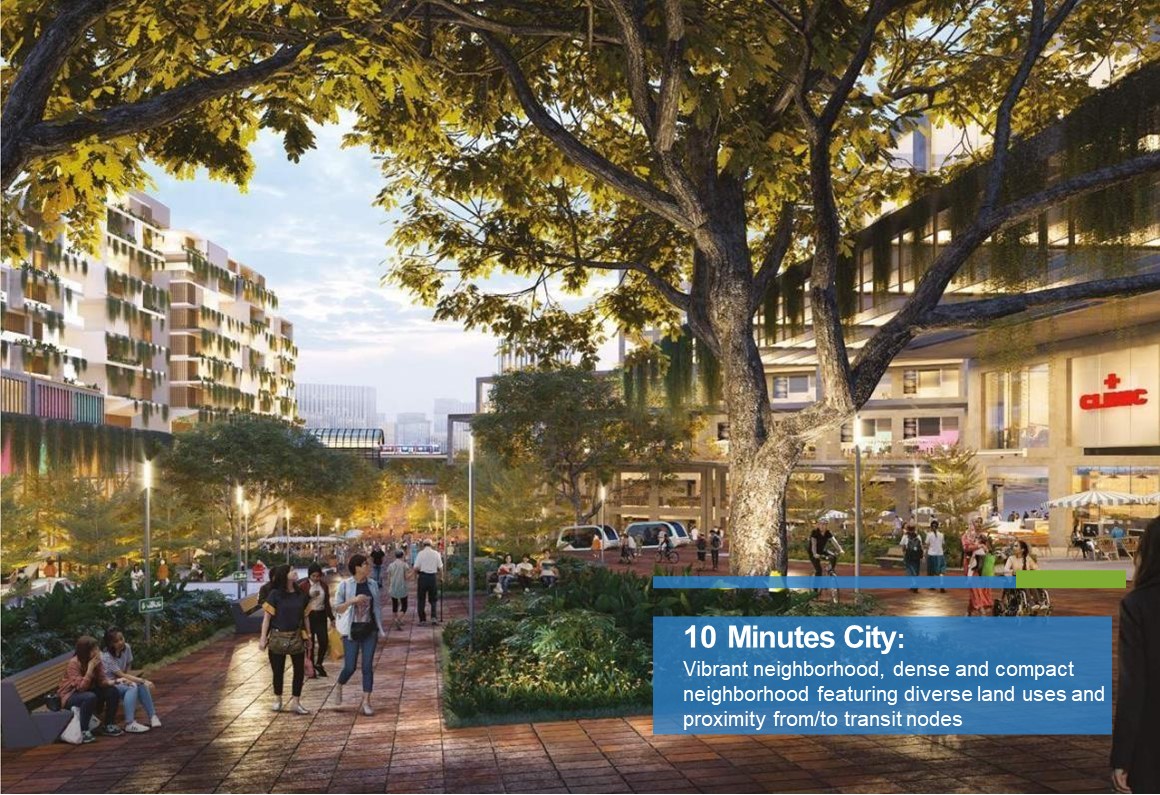 CLINIC
10 Minutes City:
Vibrant neighborhood, dense and compact
neighborhood featuring diverse land uses and
proximity from/to transit nodes